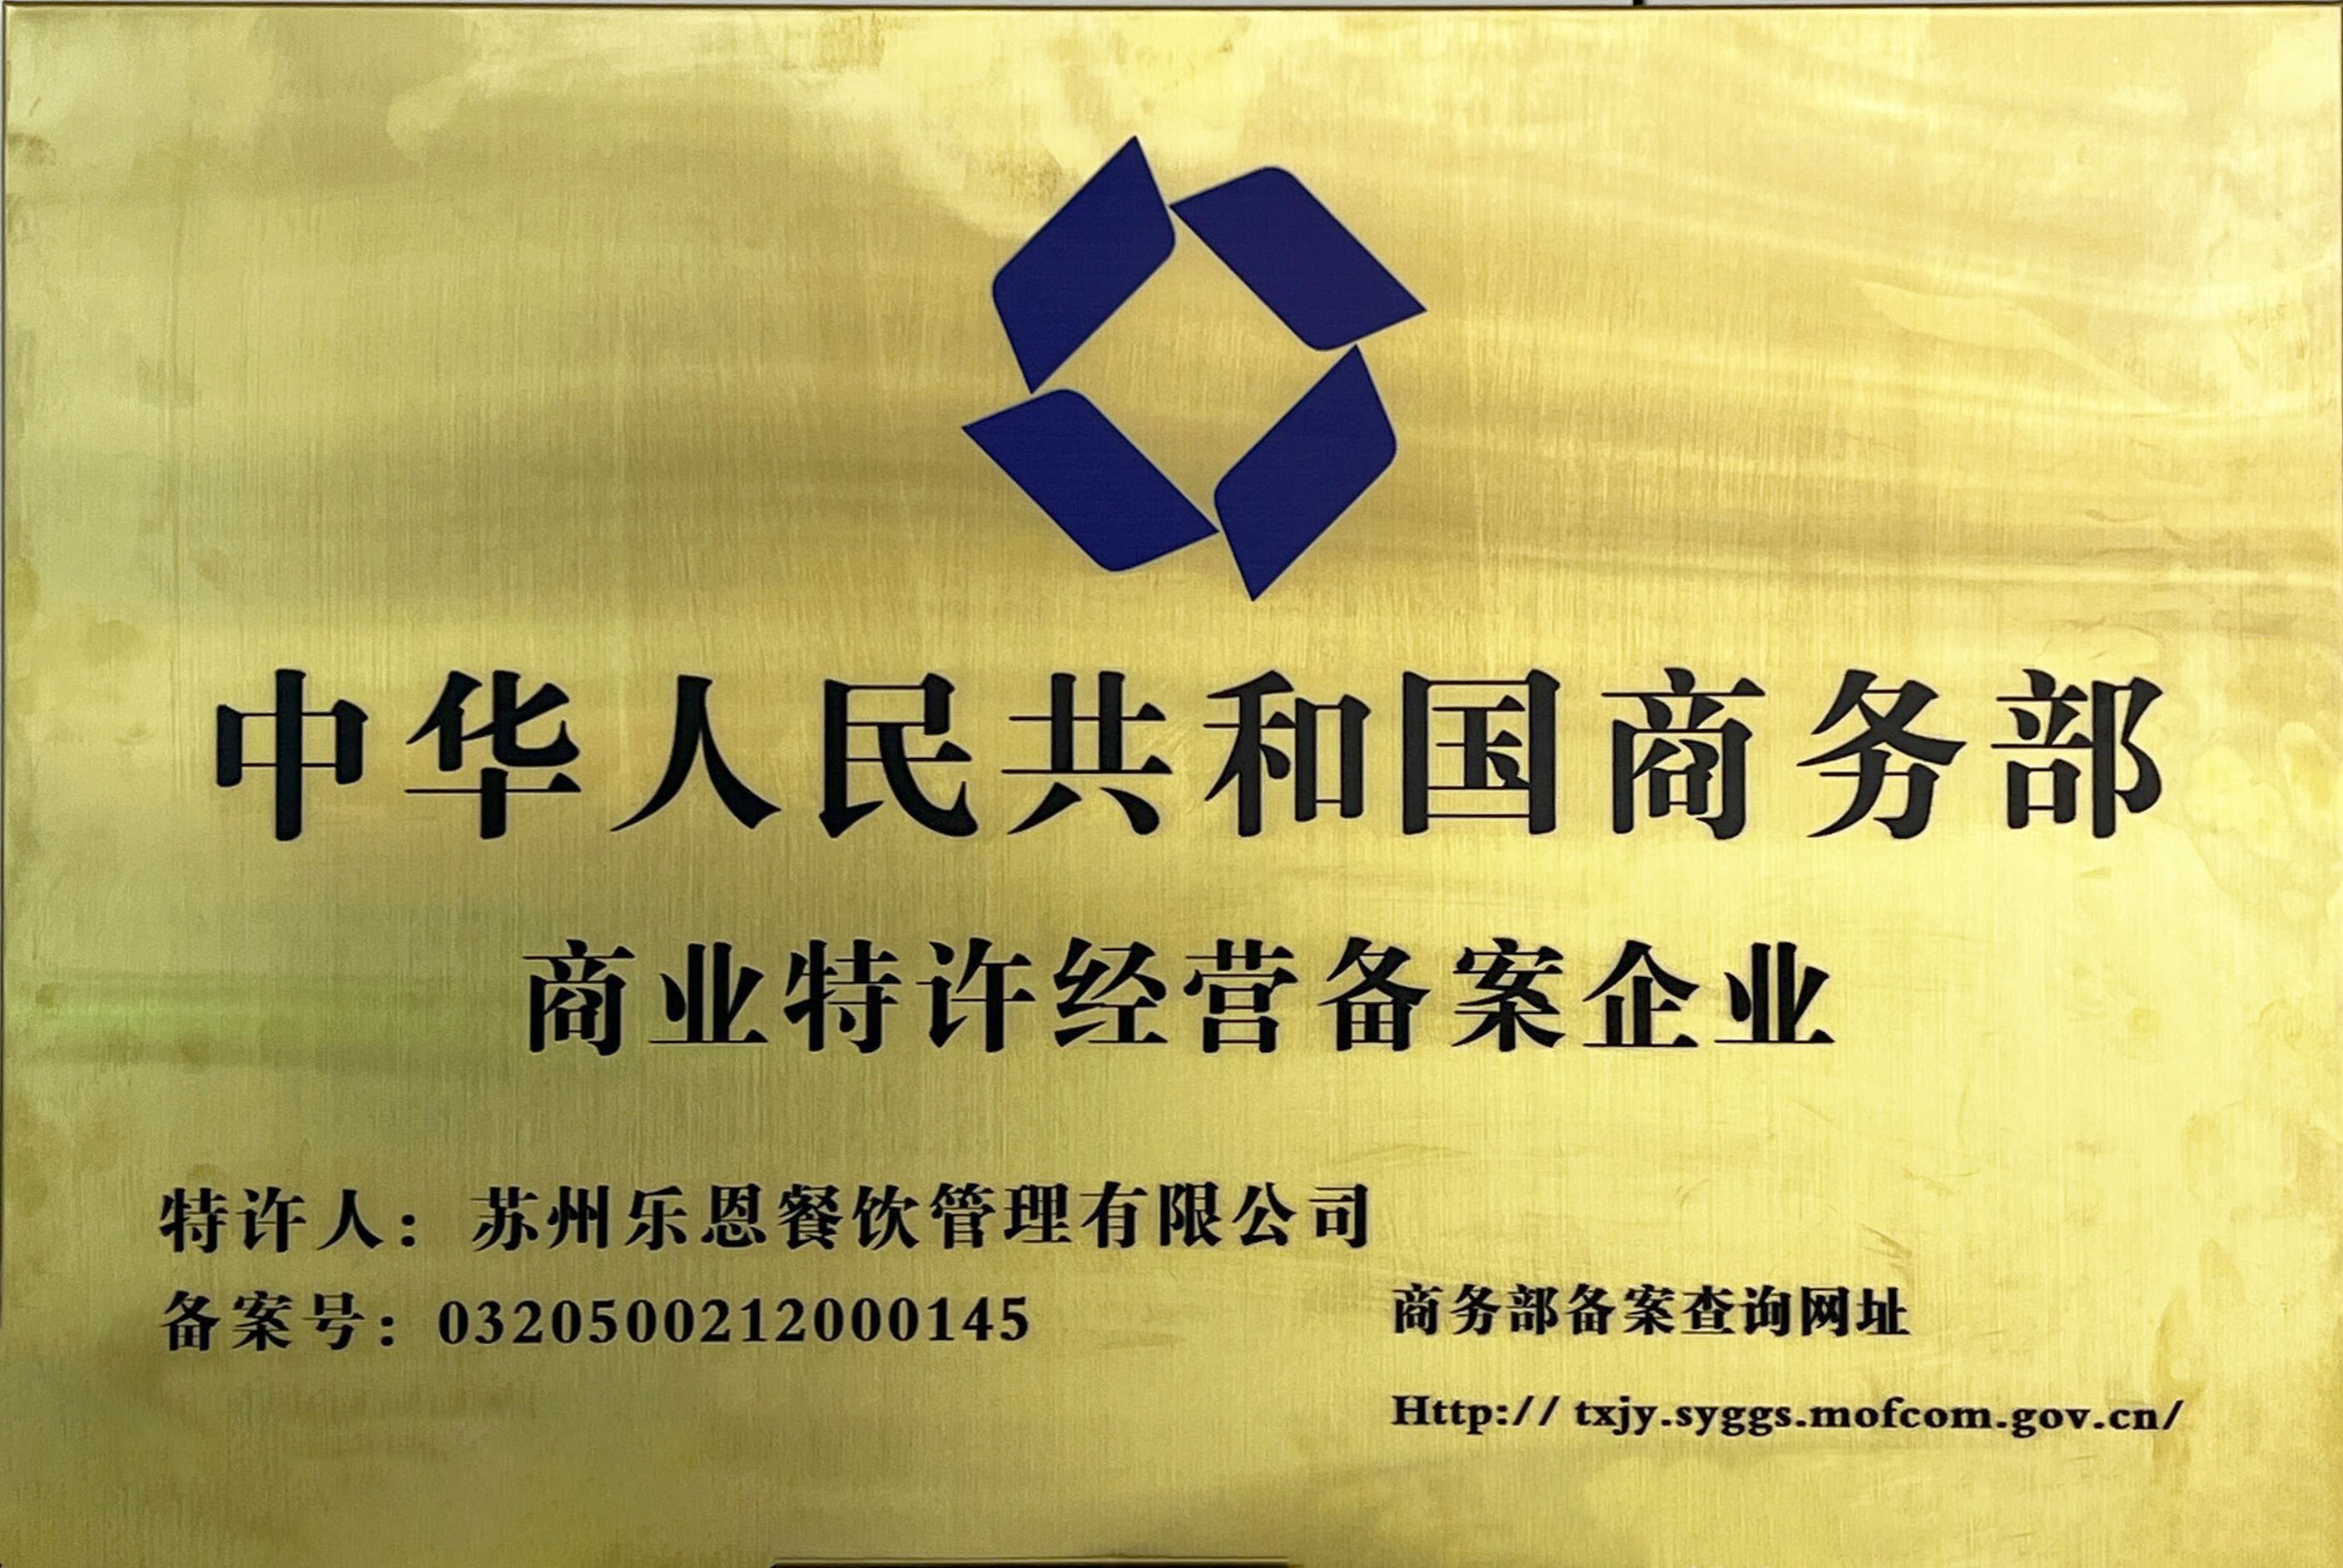 中华人民共和国商务部
商业特许经营备案企业
特许人：苏州乐恩餐饮管理有限公司
备案号：0320500212000145
商务部备案查询网址
Http:// txjy.syggs.mofcom.gov.cn/